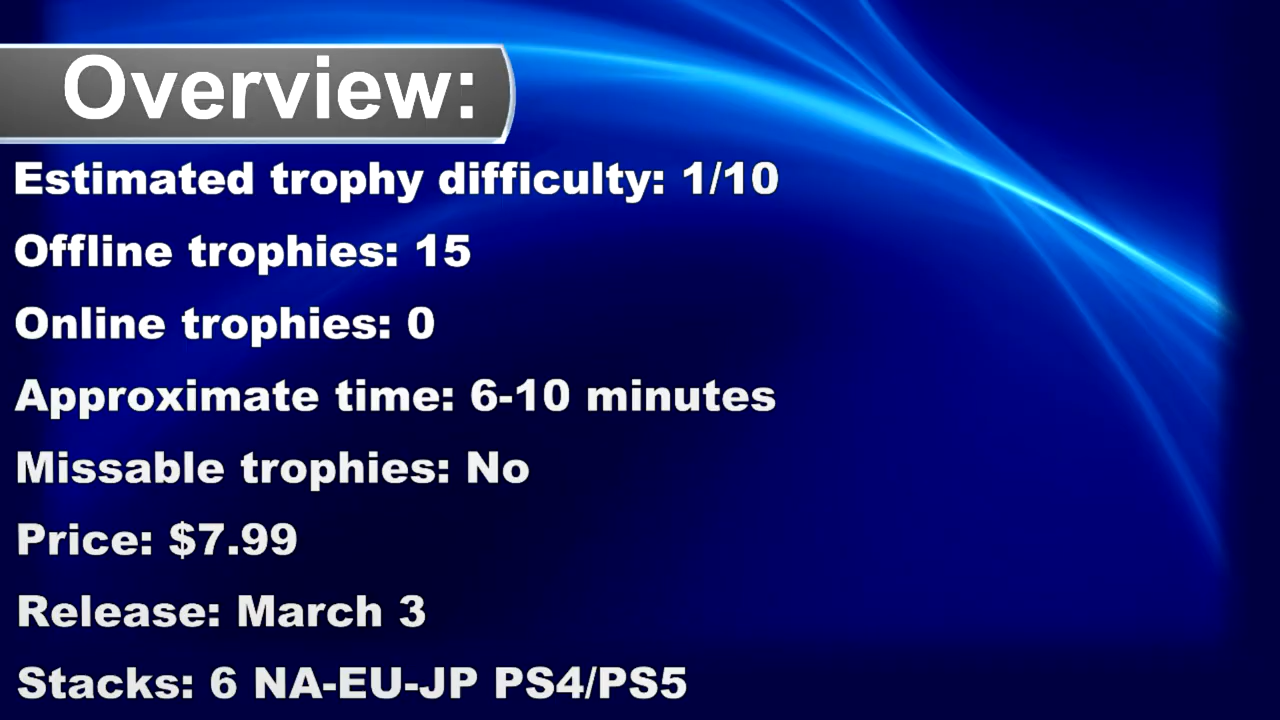 Overview:
Estimated trophy difficulty: 1/10
Offline trophies: 15
Online trophies: 0
Approximate time: 6-10 minutes
Missable trophies: No
Price: $7.99
Release: March 3
Stacks: 6 NA-EU-JP PS4/PS5